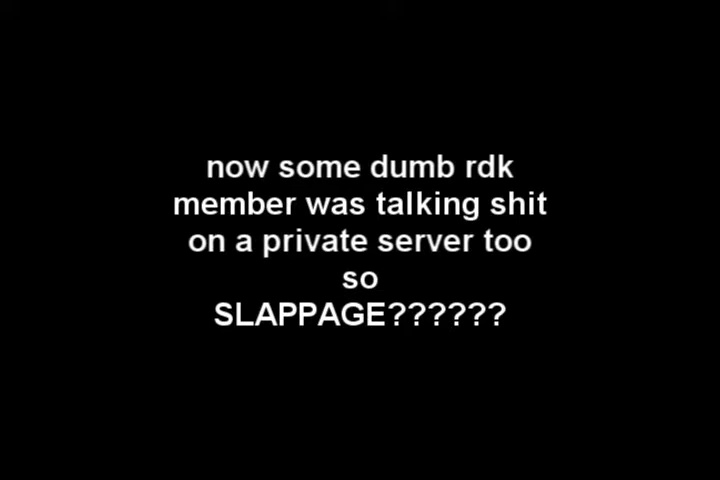 now some dumb rdk
member was talking shit
on a private server too
so
SLAPPAGE??????